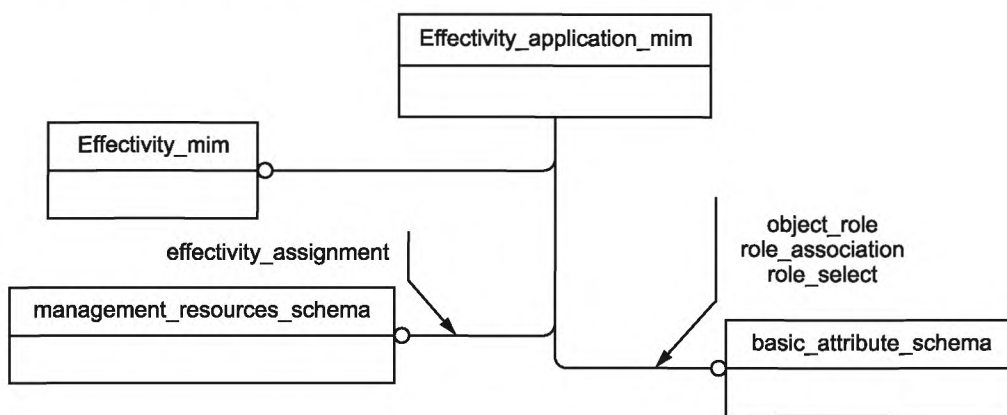 Effectivity_application_mim
Effectivity_mim
effectivity_assignment
object_role
role_association
role_select
management_resources_schema
basic_attribute_schema